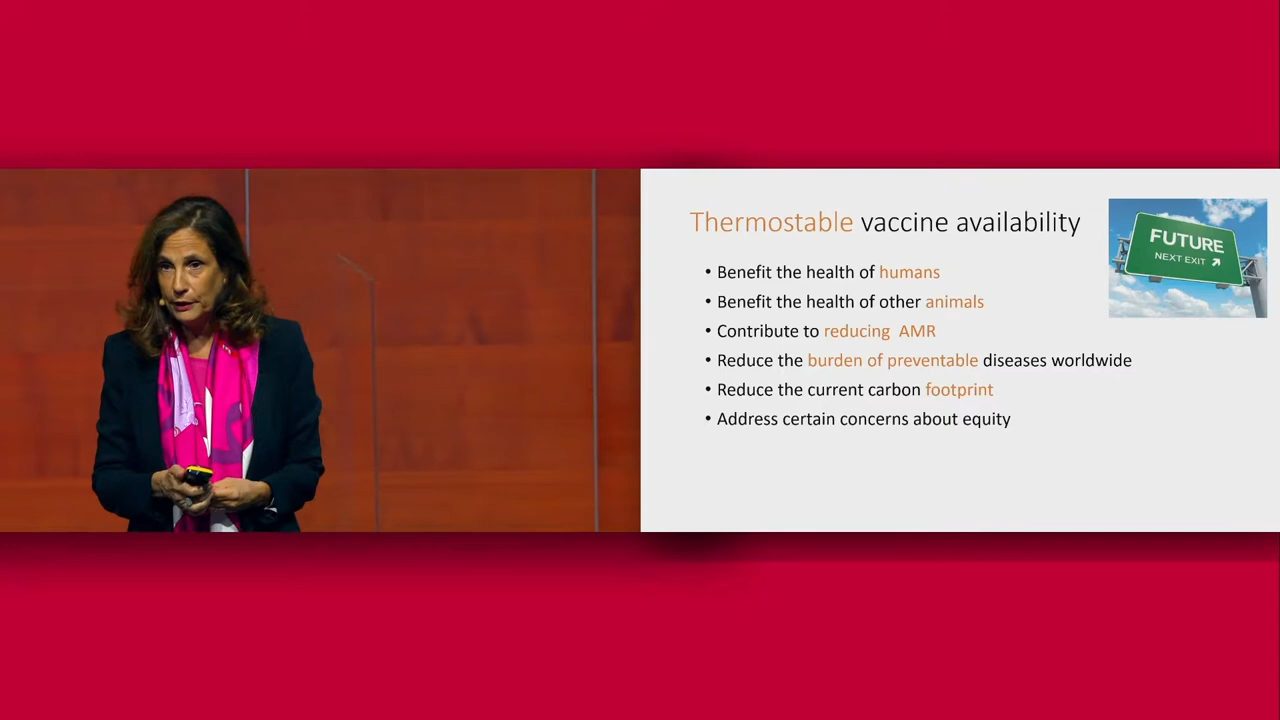 Thermostable vaccine availability
• Benefit the health of humans
• Benefit the health of other animals
• Contribute to reducing  AMR
• Reduce the burden of preventable diseases worldwide
• Reduce the current carbon footprint
• Address certain concerns about equity
FUTURE
NEXT EXIT ↗